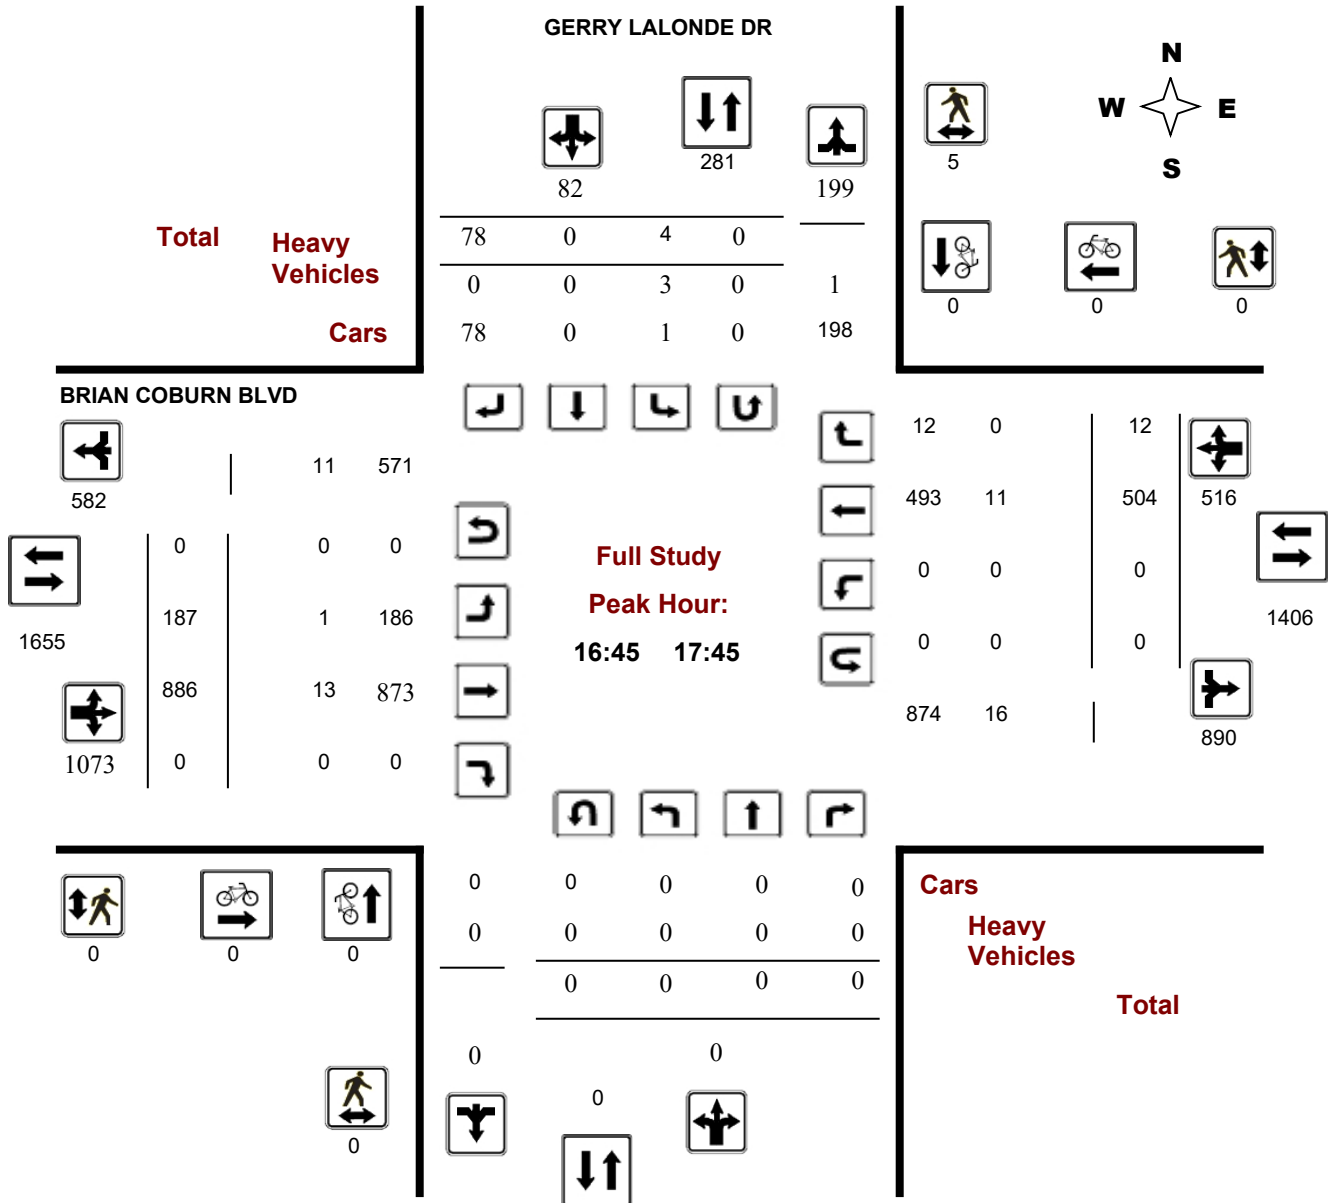 GERRY LALONDE DR
N
W E
S
82
281
199
5
Total
Heavy
Vehicles
Cars
78 0 4 0
0 0 3 0 1
78 0 1 0 198
0 0 0
BRIAN COBURN BLVD
582
11 571
0 0 0
187 1 186
1655
886 13 873
1073
0 0 0
Full Study
Peak Hour:
16:45 17:45
12 0 12
493 11 504 516
0 0 0
1406
0 0 0
874 16
890
0 0 0
0 0 0 0 0
0 0 0 0 0
0 0 0 0
0 0
0
0
Cars
Heavy
Vehicles
Total